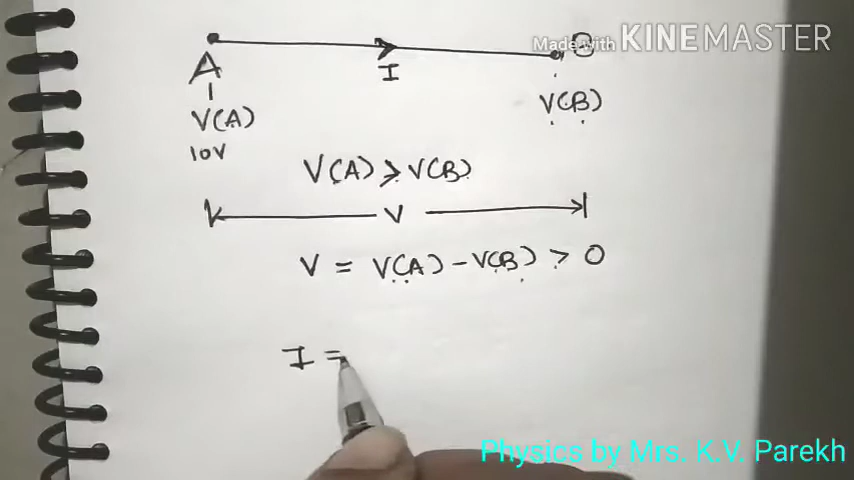 Made with KINEMASTER
A B
I
V(A) V(B)
10V
V(A) > V(B)
V
V = V(A) - V(B) > 0
I =
Physics by Mrs. K.V. Parekh